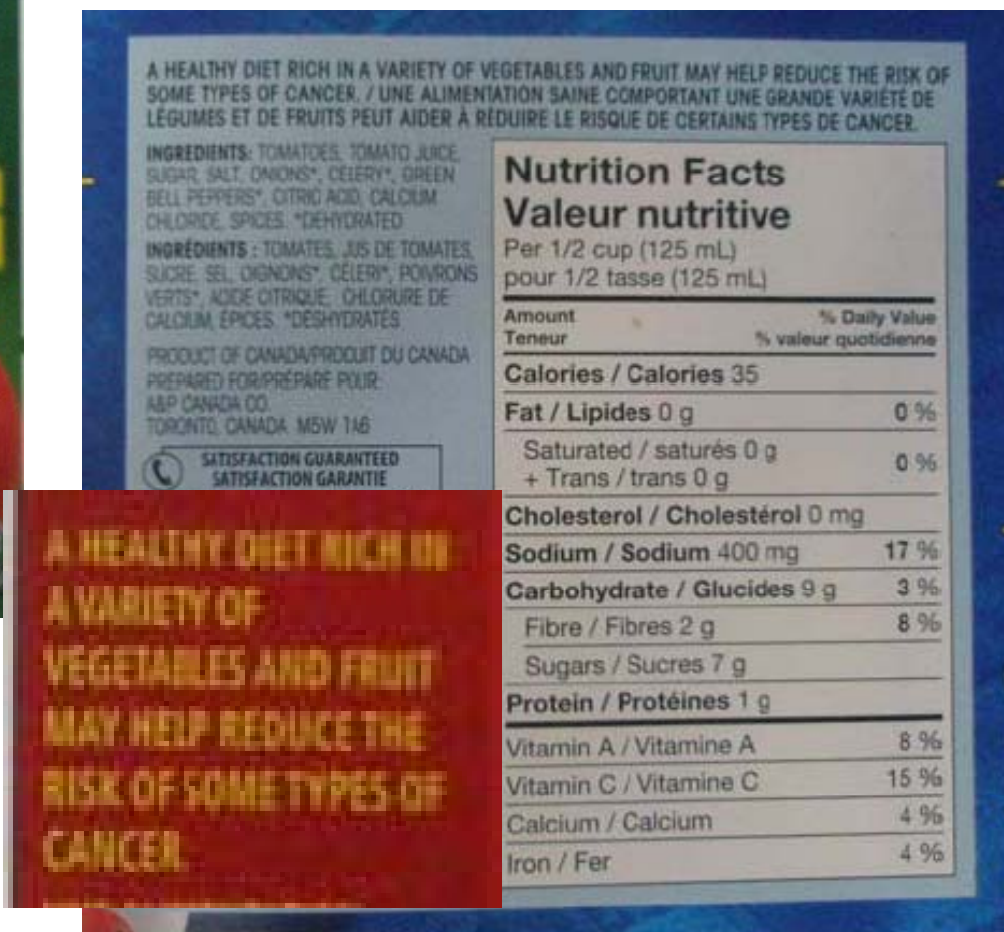 A HEALTHY DIET RICH IN A VARIETY OF VEGETABLES AND FRUIT MAY HELP REDUCE THE RISK OF
SOME TYPES OF CANCER. / UNE ALIMENTATION SAINE COMPORTANT UNE GRANDE VARIÉTÉ DE
LÉGUMES ET DE FRUITS PEUT AIDER À RÉDUIRE LE RISQUE DE CERTAINS TYPES DE CANCER.
INGREDIENTS: TOMATOES, TOMATO JUICE,
SUGAR, SALT, ONIONS*, CELERY*, GREEN
BELL PEPPERS*, CITRIC ACID, CALCIUM
CHLORIDE, SPICES. *DEHYDRATED
INGRÉDIENTS : TOMATES, JUS DE TOMATES,
SUCRE, SEL, OIGNONS*, CÉLERI*, POIVRONS
VERTS*, ACIDE CITRIQUE, CHLORURE DE
CALCIUM, ÉPICES. *DÉSHYDRATÉS
PRODUCT OF CANADA/PRODUIT DU CANADA
PREPARED FOR/PRÉPARÉ POUR:
A&P CANADA CO.
TORONTO, CANADA M5W 1A6
SATISFACTION GUARANTEED
SATISFACTION GARANTIE
Nutrition Facts
Valeur nutritive
Per 1/2 cup (125 mL)
pour 1/2 tasse (125 mL)
Amount % Daily Value
Teneur % valeur quotidienne
Calories / Calories 35
Fat / Lipides 0 g 0 %
Saturated / saturés 0 g
+ Trans / trans 0 g 0 %
Cholesterol / Cholestérol 0 mg
Sodium / Sodium 400 mg 17 %
Carbohydrate / Glucides 9 g 3 %
Fibre / Fibres 2 g 8 %
Sugars / Sucres 7 g
Protein / Protéines 1 g
Vitamin A / Vitamine A 8 %
Vitamin C / Vitamine C 15 %
Calcium / Calcium 4 %
Iron / Fer 4 %
A HEALTHY DIET RICH IN
A VARIETY OF
VEGETABLES AND FRUIT
MAY HELP REDUCE THE
RISK OF SOME TYPES OF
CANCER.